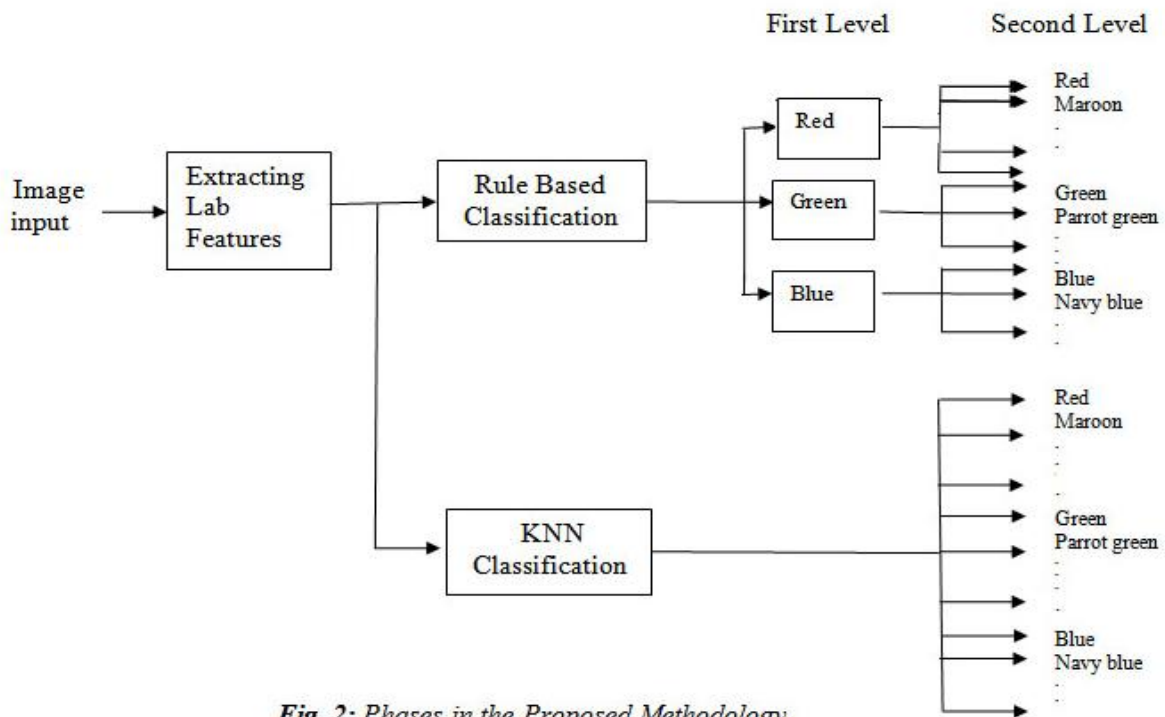 First Level
Second Level
Image
input
Extracting
Lab
Features
Rule Based
Classification
Red
Green
Blue
Red
Maroon
.
.
Green
Parrot green
.
.
.
Blue
Navy blue
.
.
.
KNN
Classification
Red
Maroon
.
.
.
.
Green
Parrot green
.
.
.
Blue
Navy blue
.
.
Fig. 2: Phases in the Proposed Methodology